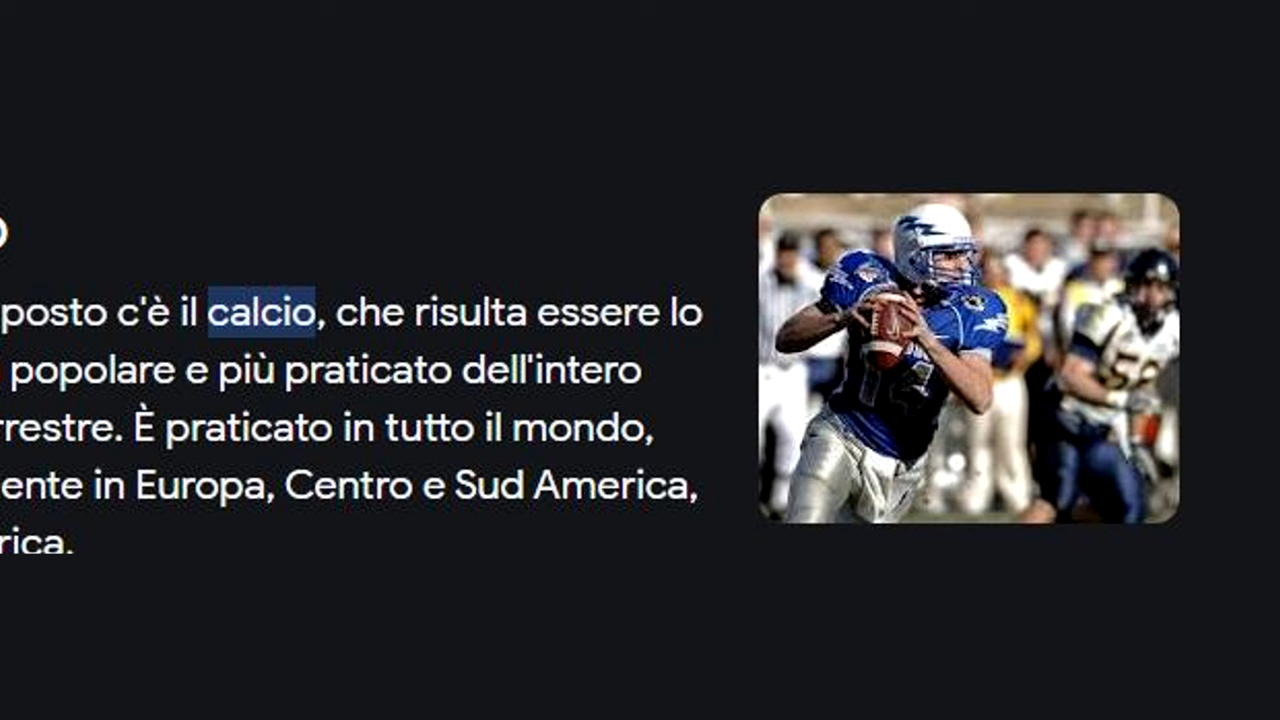 posto c'è il calcio, che risulta essere lo
popolare e più praticato dell'intero
rrestre. È praticato in tutto il mondo,
ente in Europa, Centro e Sud America,
rica.